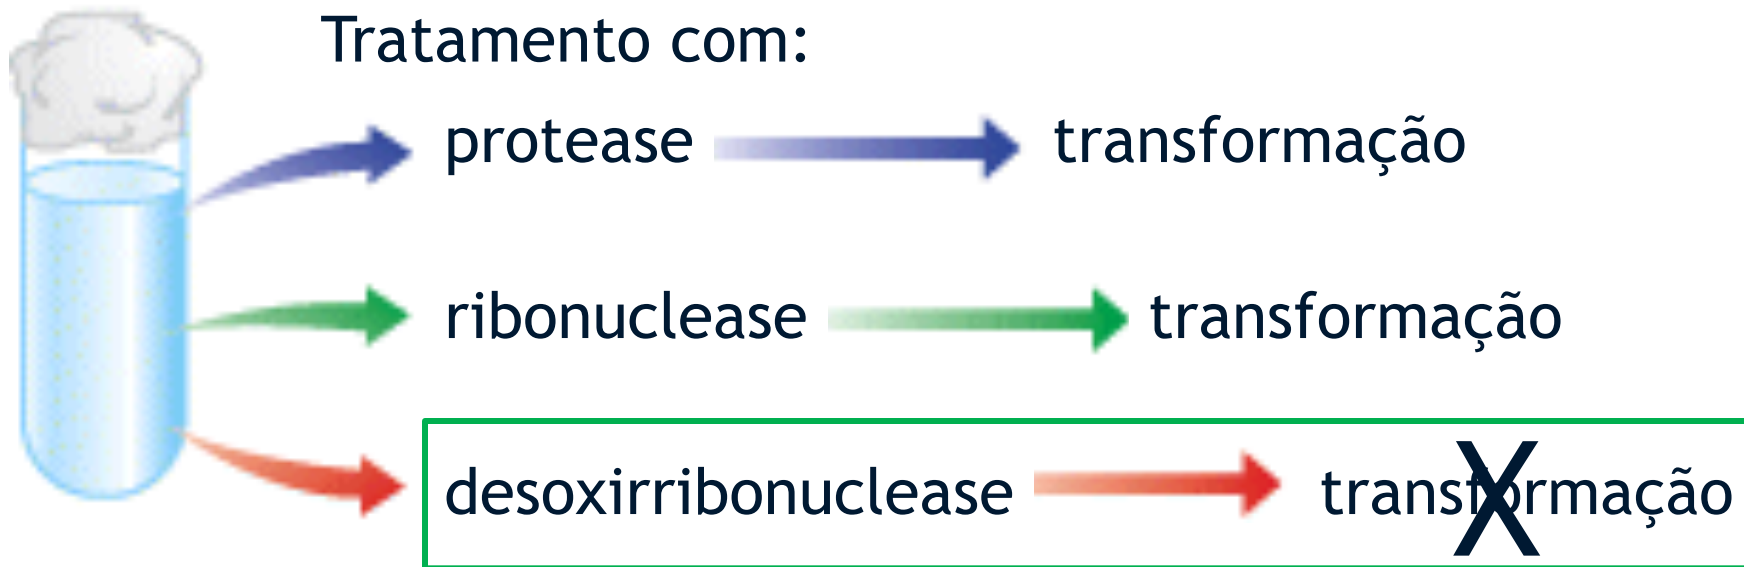 Tratamento com:
protease transformação
ribonuclease transformação
desoxirribonuclease transformação
X